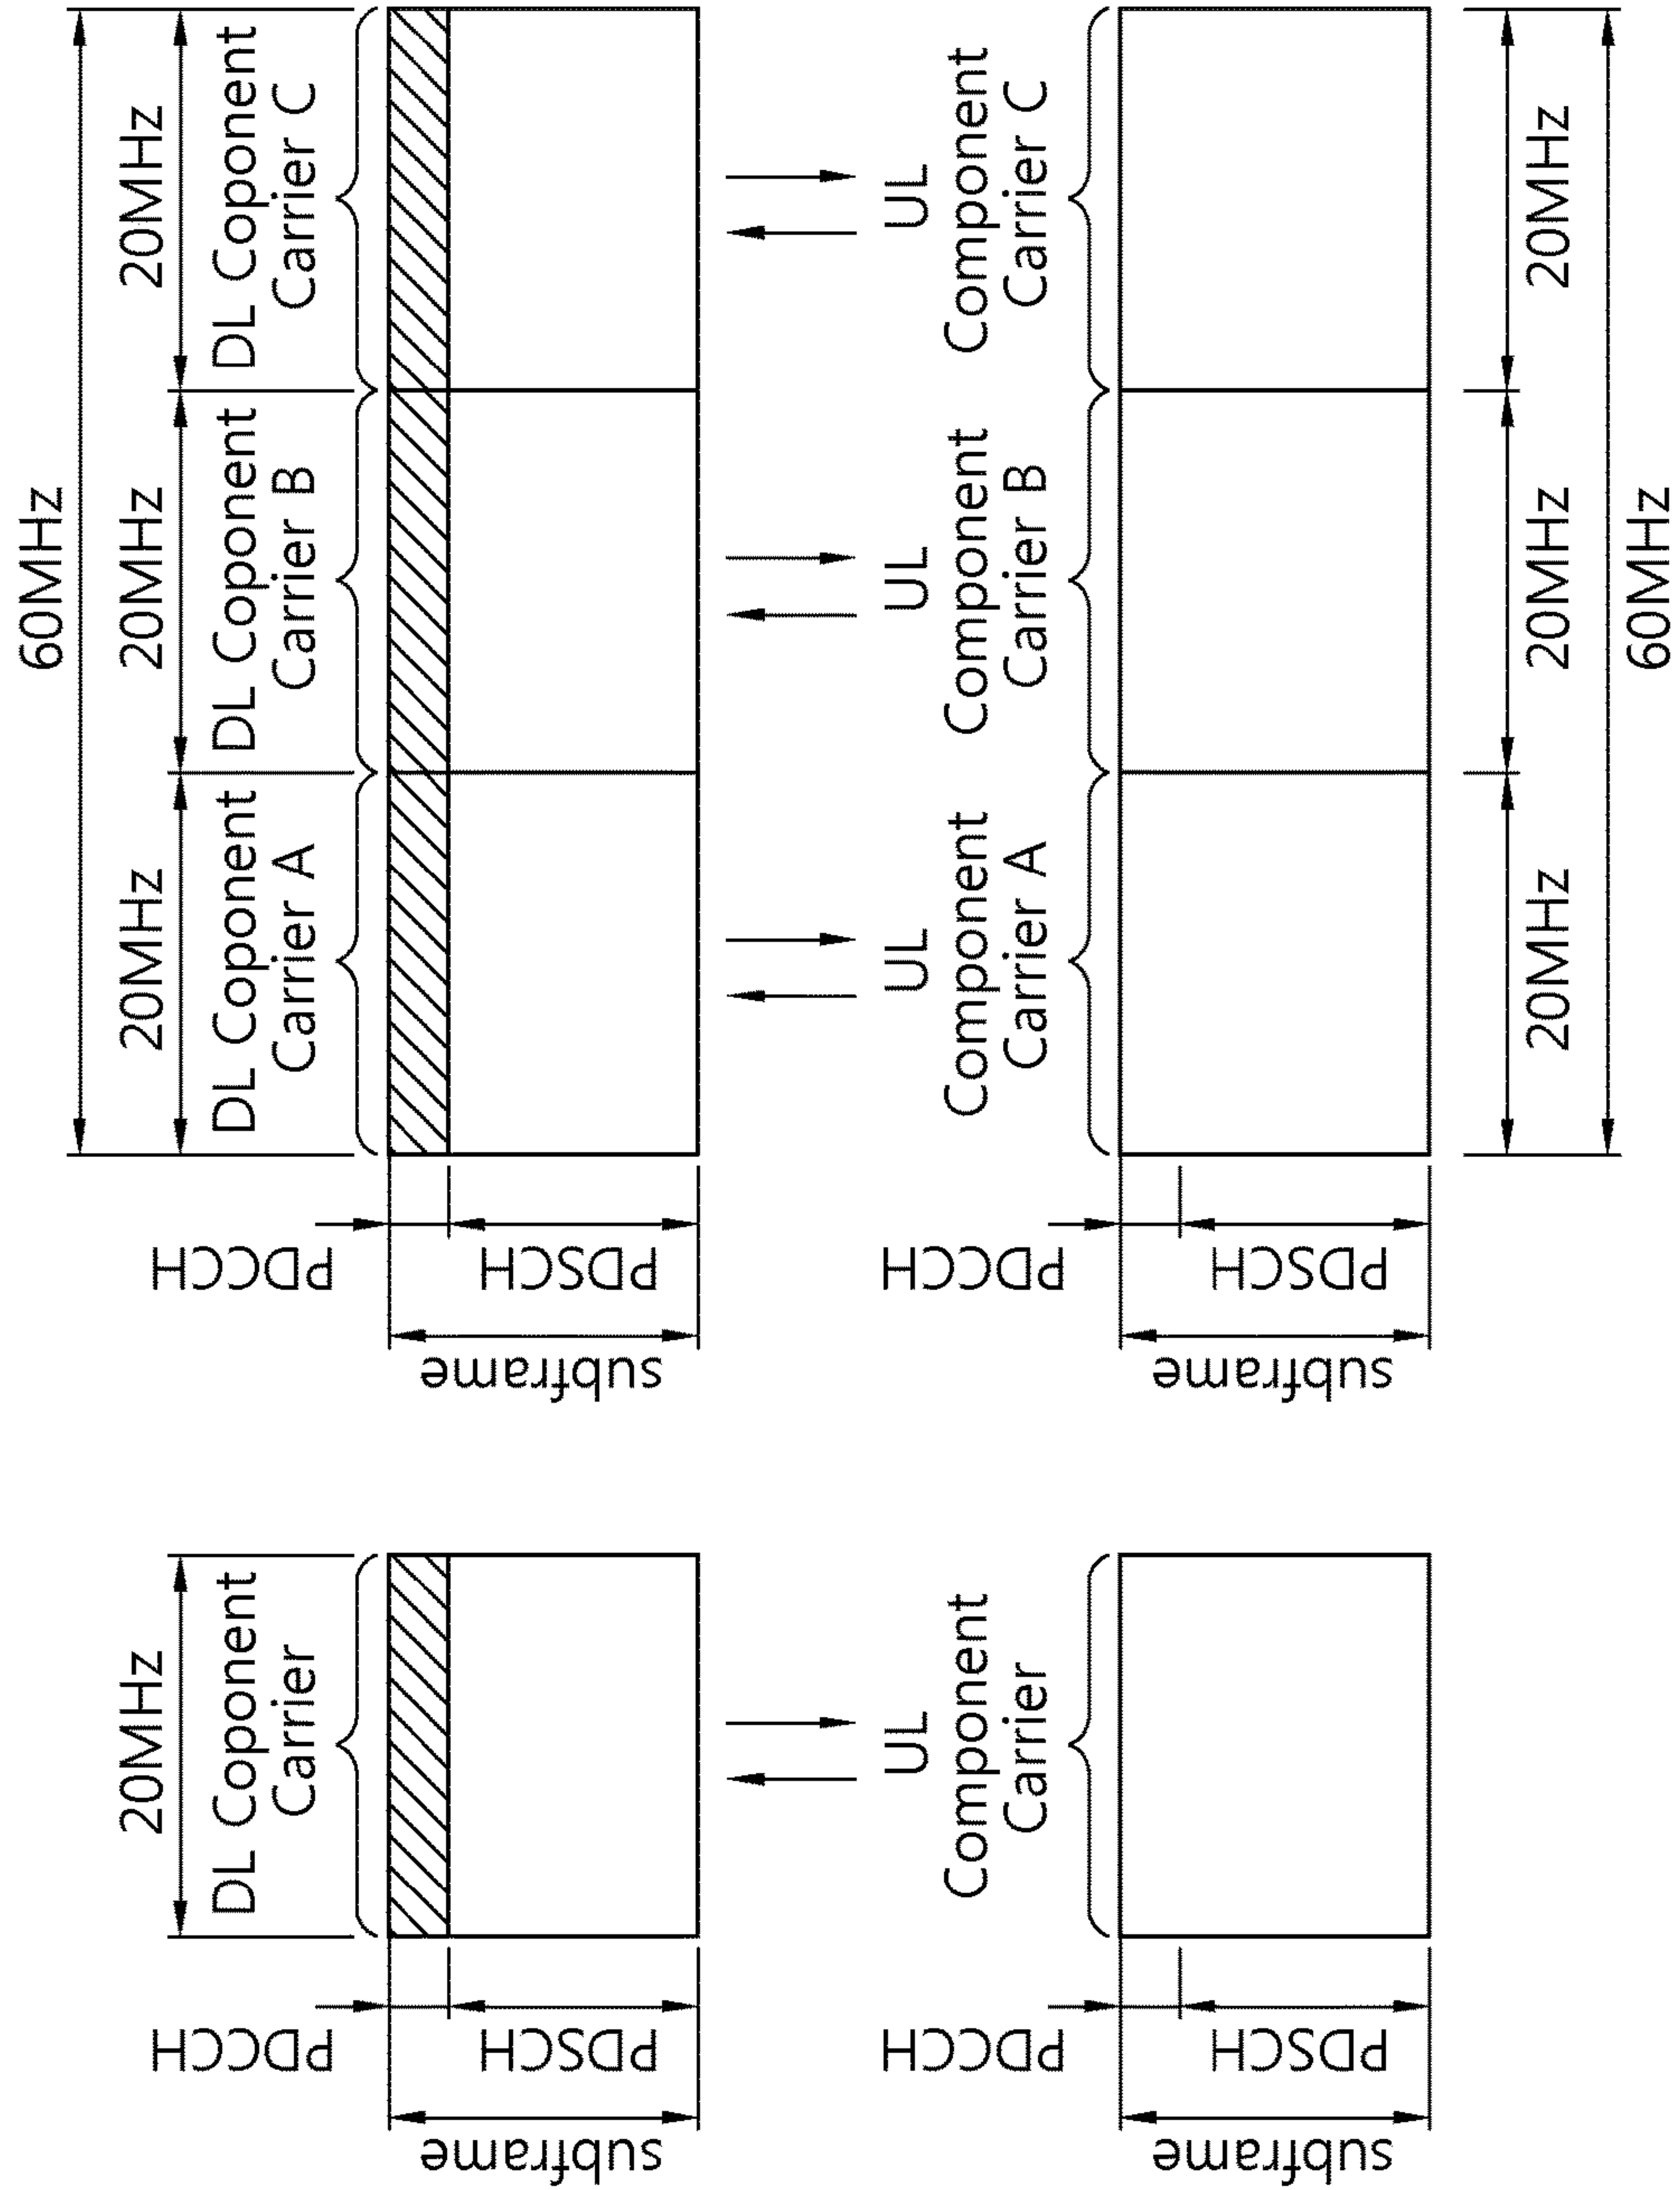 20MHz
DL Coponent
Carrier
PDCCH
PDSCH
subframe
UL
Component
Carrier
PDCCH
PDSCH
subframe
60MHz
20MHz
20MHz
20MHz
DL Coponent
Carrier A
DL Coponent
Carrier B
DL Coponent
Carrier C
PDCCH
PDSCH
subframe
UL
Component
Carrier A
UL
Component
Carrier B
UL
Component
Carrier C
PDCCH
PDSCH
subframe
20MHz
20MHz
20MHz
60MHz